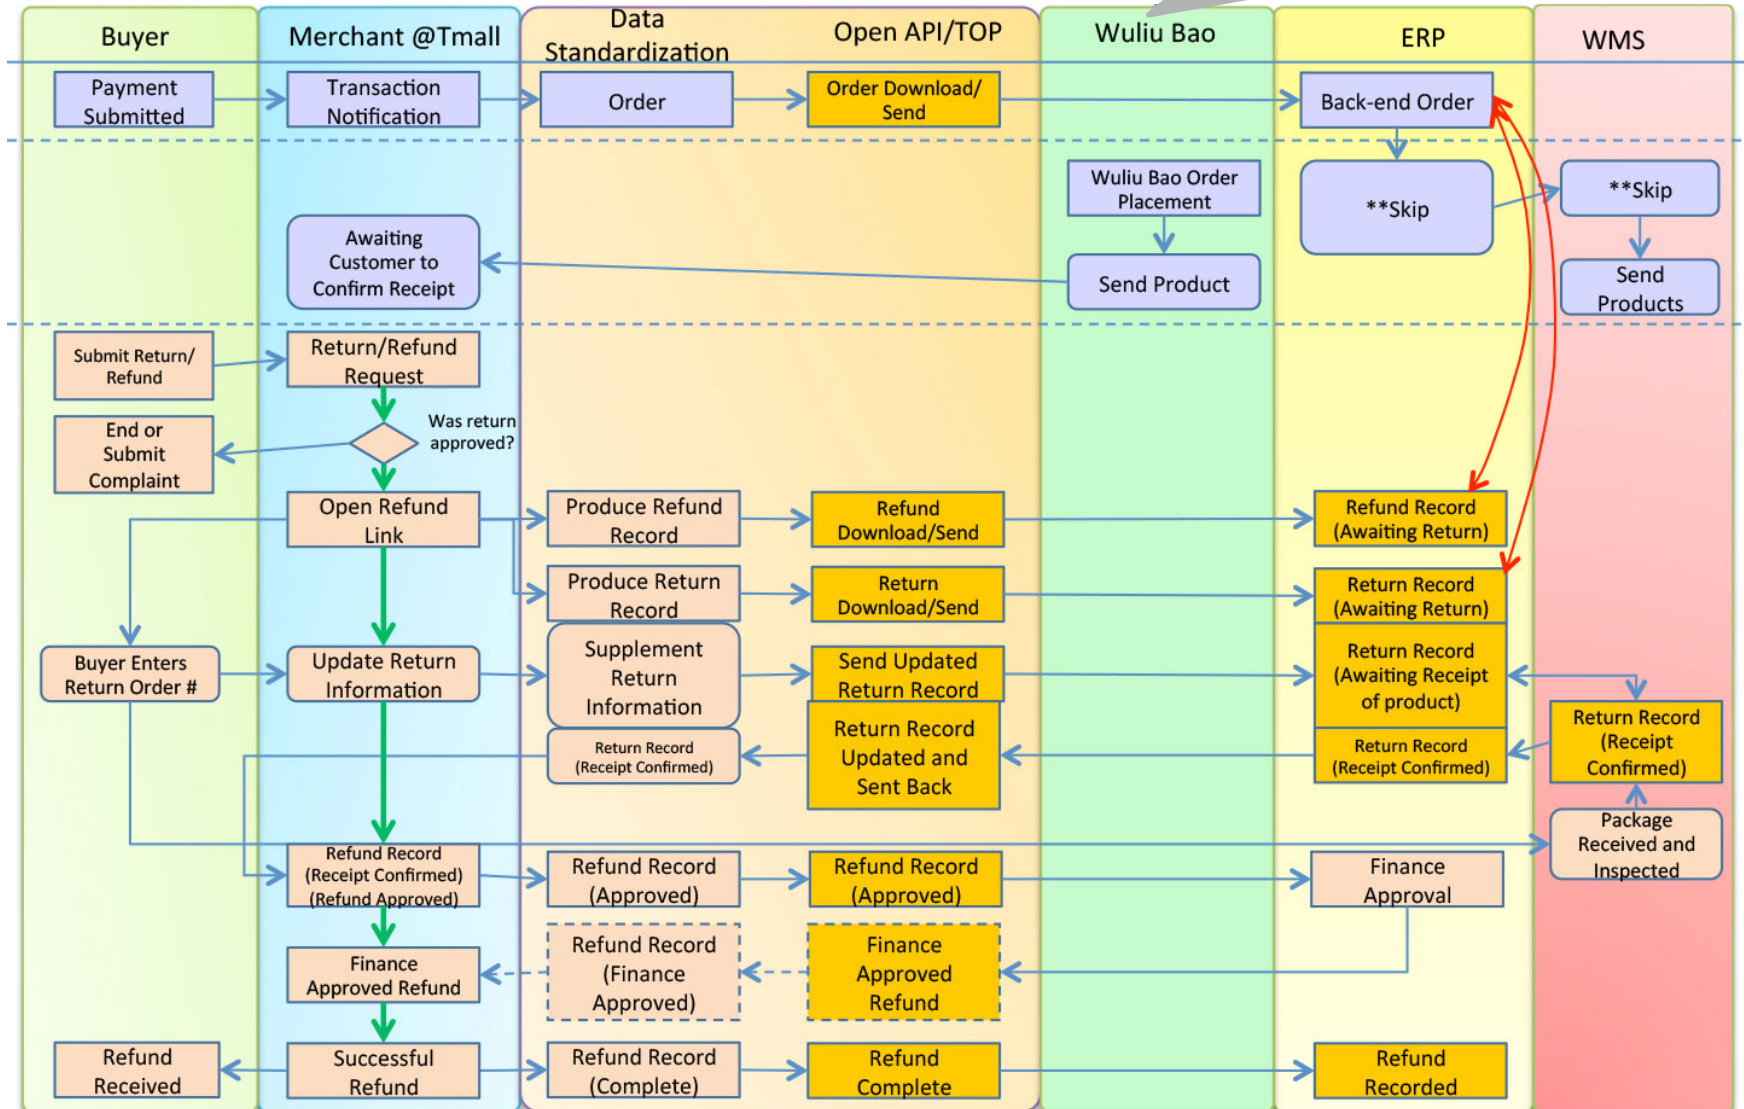 Buyer
Merchant @Tmall
Data
Standardization
Open API/TOP
Wuliu Bao
ERP
WMS
Payment
Submitted
Transaction
Notification
Order
Order Download/
Send
Back-end Order
Wuliu Bao Order
Placement
**Skip
**Skip
Awaiting
Customer to
Confirm Receipt
Send Product
Send
Products
Submit Return/
Refund
Return/Refund
Request
Was return
approved?
End or
Submit
Complaint
Open Refund
Link
Produce Refund
Record
Refund
Download/Send
Refund Record
(Awaiting Return)
Produce Return
Record
Return
Download/Send
Return Record
(Awaiting Return)
Buyer Enters
Return Order #
Update Return
Information
Supplement
Return
Information
Send Updated
Return Record
Return Record
(Awaiting Receipt
of product)
Return Record
(Receipt Confirmed)
Return Record
Updated and
Sent Back
Return Record
(Receipt Confirmed)
Return Record
(Receipt
Confirmed)
Package
Received and
Inspected
Refund Record
(Receipt Confirmed)
(Refund Approved)
Refund Record
(Approved)
Refund Record
(Approved)
Finance
Approval
Finance
Approved Refund
Refund Record
(Finance
Approved)
Finance
Approved
Refund
Refund
Received
Successful
Refund
Refund Record
(Complete)
Refund
Complete
Refund
Recorded